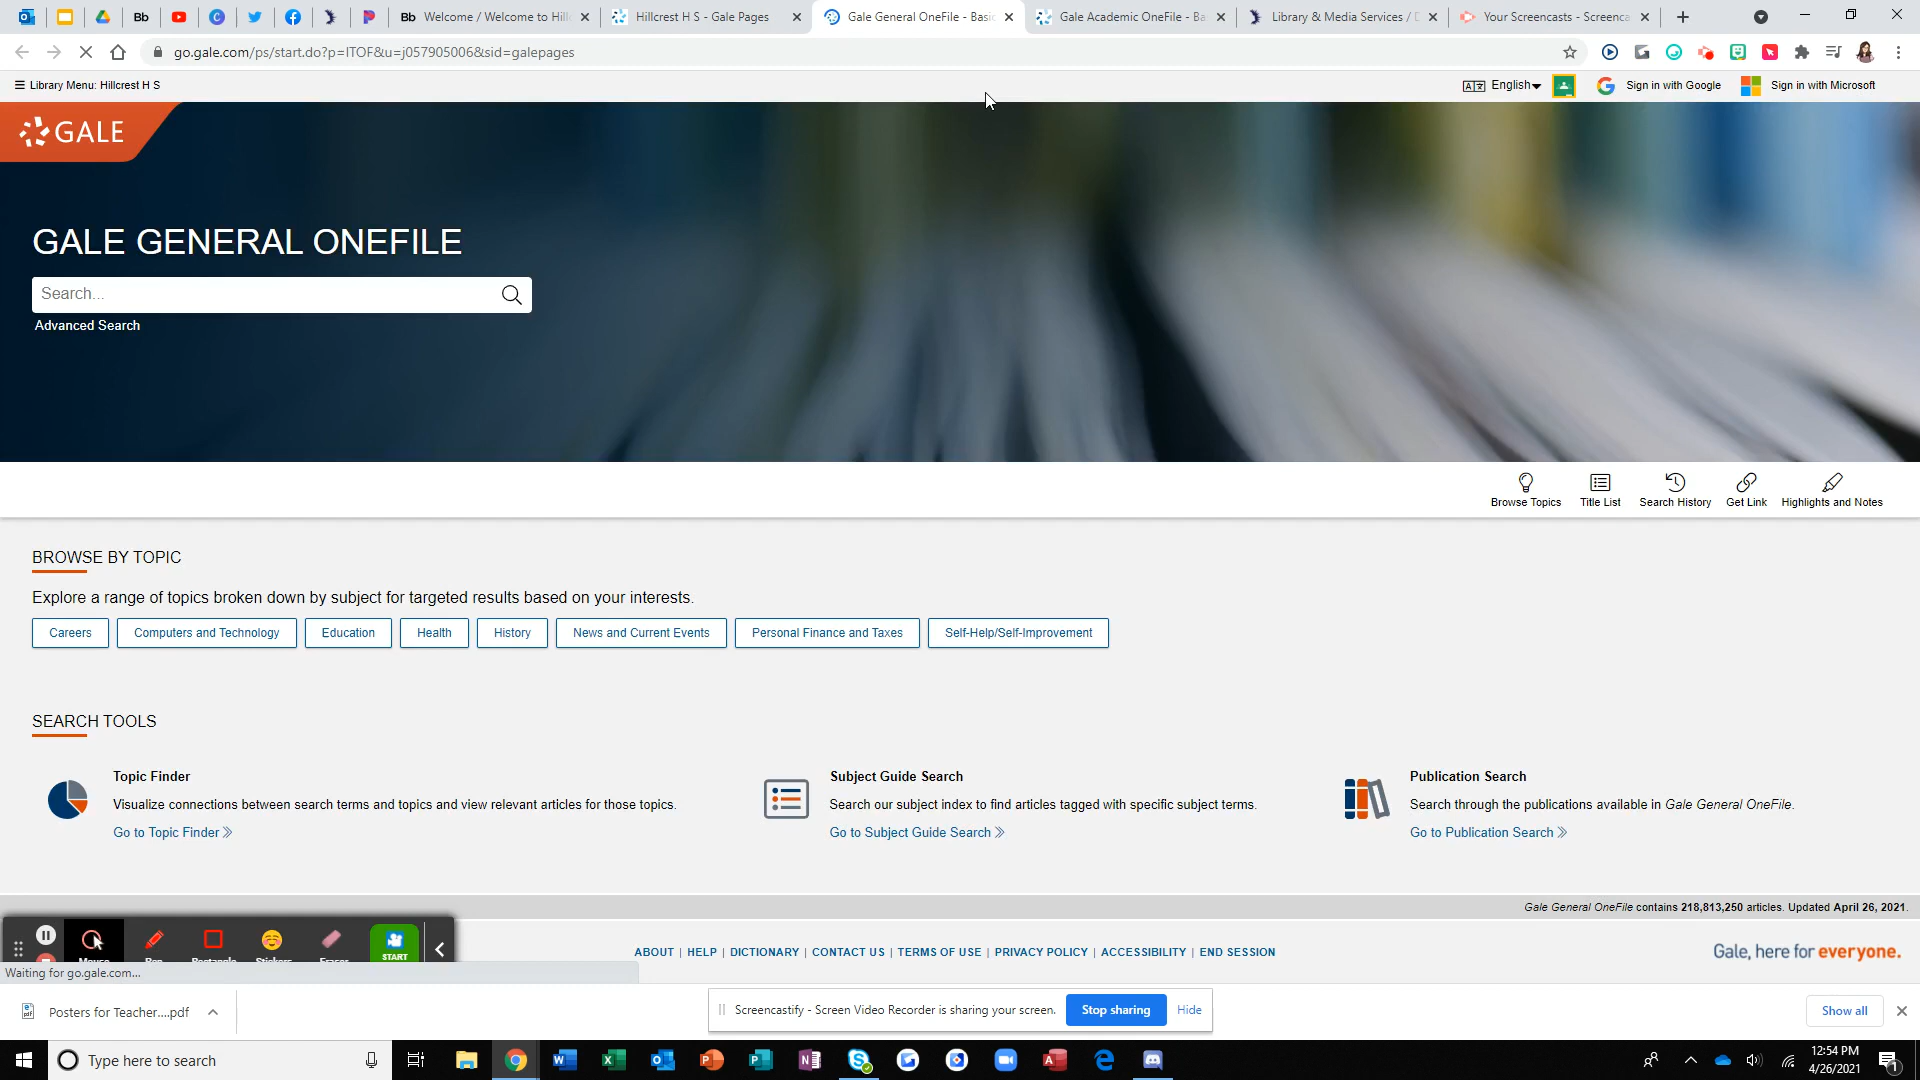 Bb Welcome / Welcome to Hill
Hillcrest H S - Gale Pages
Gale General OneFile - Basic
Gale Academic OneFile - Ba
Library & Media Services / D
Your Screencasts - Screenca
go.gale.com/ps/start.do?p=ITOF&u=j057905006&sid=galepages
Library Menu: Hillcrest H S
English
Sign in with Google
Sign in with Microsoft
GALE
GALE GENERAL ONEFILE
Search...
Advanced Search
Browse Topics
Title List
Search History
Get Link
Highlights and Notes
BROWSE BY TOPIC
Explore a range of topics broken down by subject for targeted results based on your interests.
Careers
Computers and Technology
Education
Health
History
News and Current Events
Personal Finance and Taxes
Self-Help/Self-Improvement
SEARCH TOOLS
Topic Finder
Visualize connections between search terms and topics and view relevant articles for those topics.
Go to Topic Finder
Subject Guide Search
Search our subject index to find articles tagged with specific subject terms.
Go to Subject Guide Search
Publication Search
Search through the publications available in Gale General OneFile.
Go to Publication Search
Gale General OneFile contains 218,813,250 articles. Updated April 26, 2021.
START
ABOUT | HELP | DICTIONARY | CONTACT US | TERMS OF USE | PRIVACY POLICY | ACCESSIBILITY | END SESSION
Gale, here for everyone.
Waiting for go.gale.com...
Posters for Teacher....pdf
Screencastify - Screen Video Recorder is sharing your screen.
Stop sharing
Hide
Show all
Type here to search
12:54 PM
4/26/2021